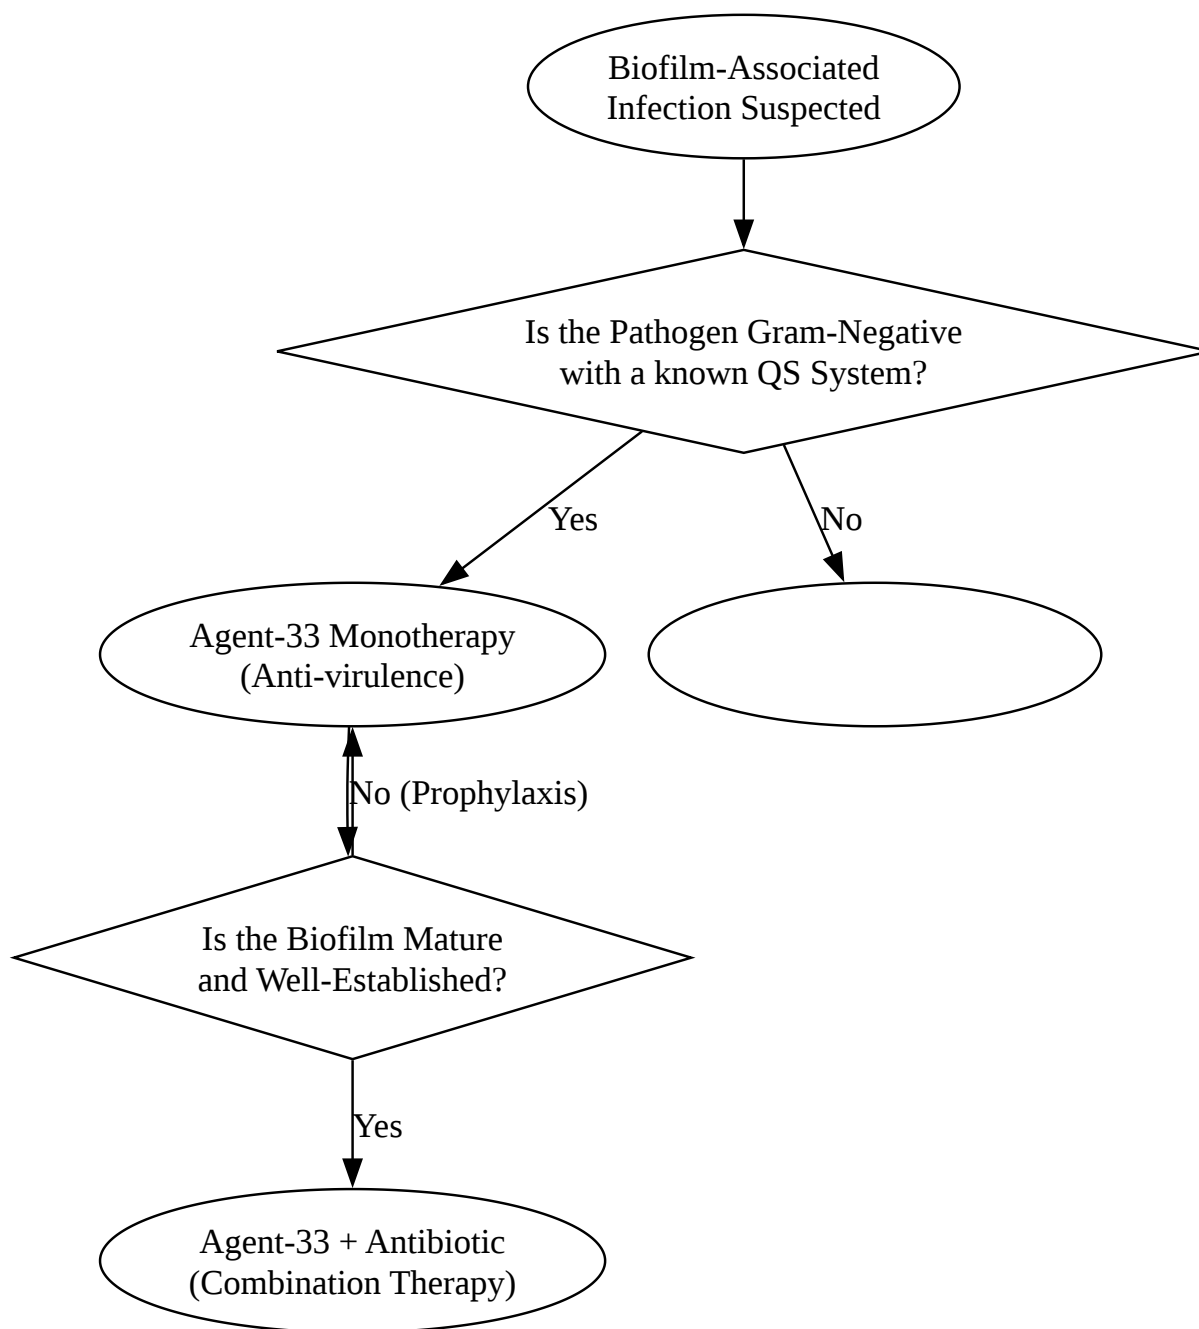 Biofilm-Associated
Infection Suspected
Is the Pathogen Gram-Negative
with a known QS System?
Yes
No
Agent-33 Monotherapy
(Anti-virulence)
No (Prophylaxis)
Is the Biofilm Mature
and Well-Established?
Yes
Agent-33 + Antibiotic
(Combination Therapy)